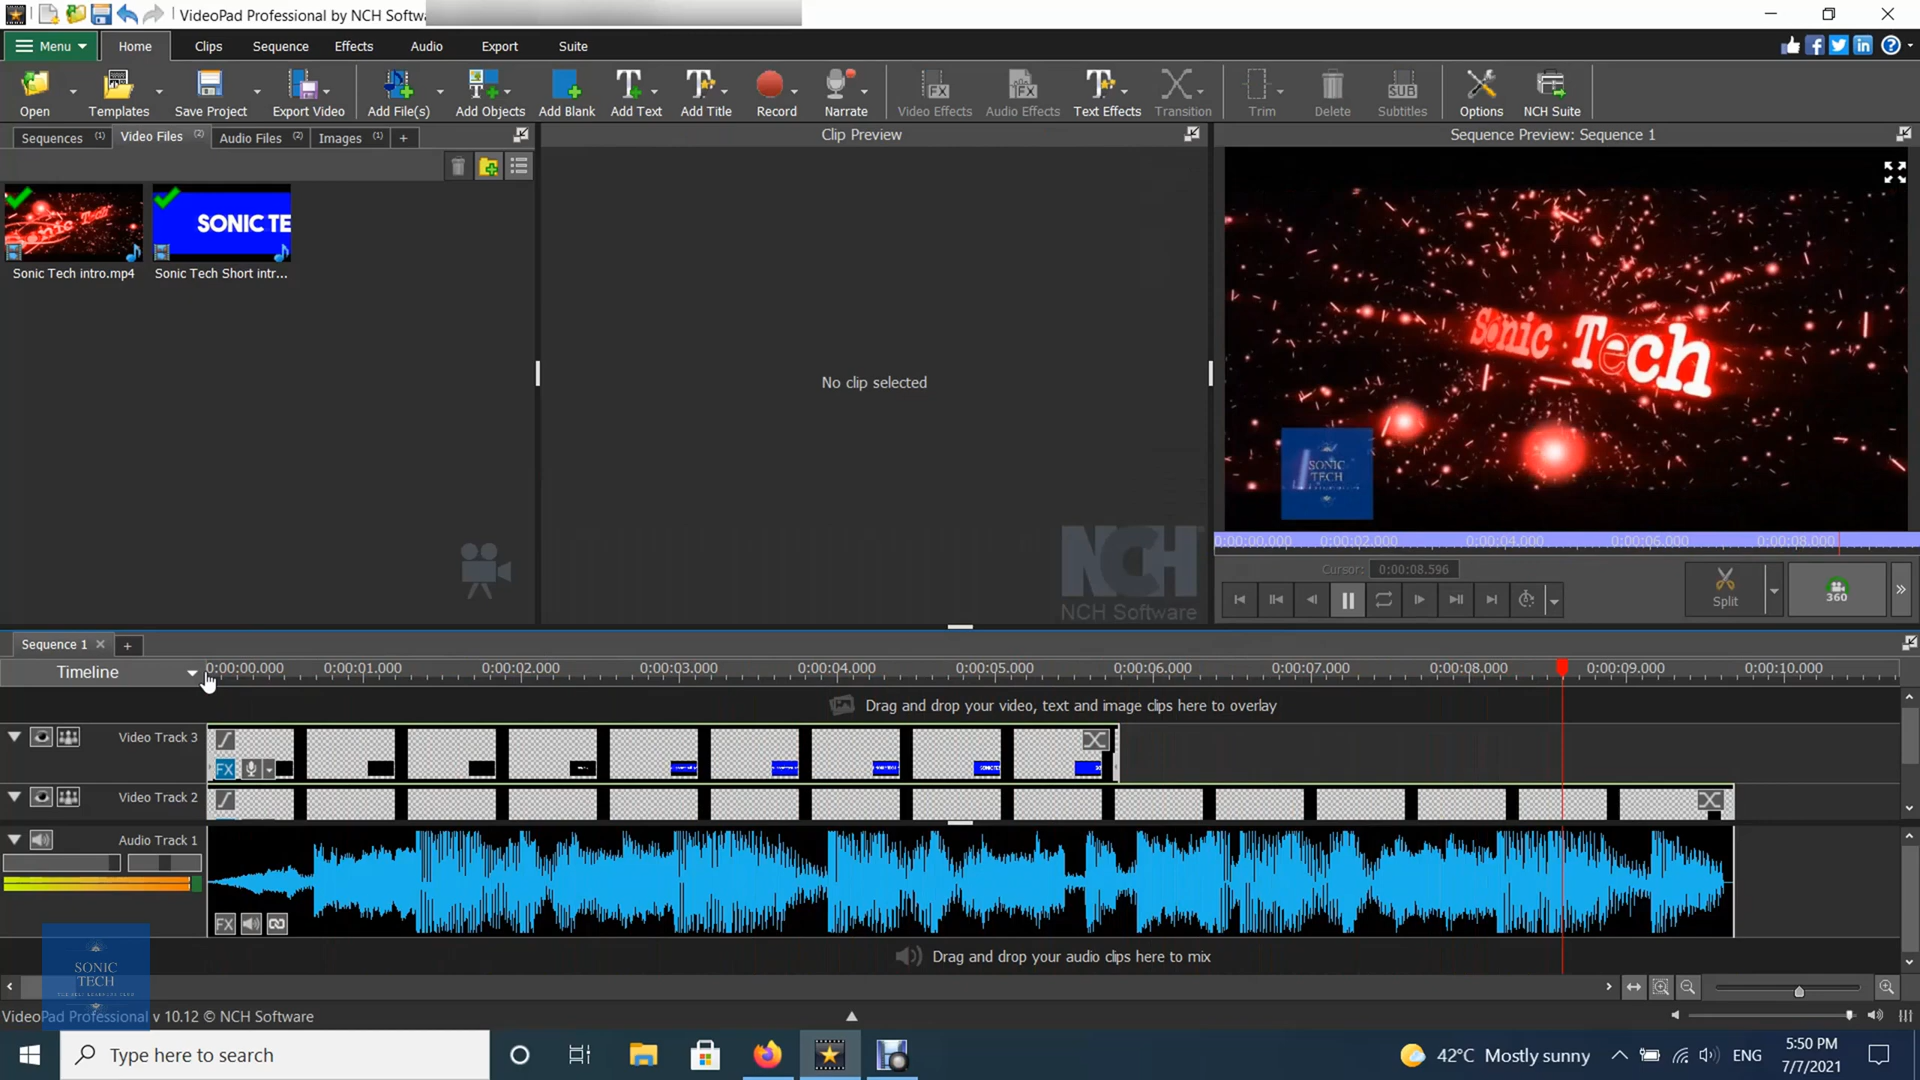 VideoPad Professional by NCH Softwa
Menu Home Clips Sequence Effects Audio Export Suite
Open Templates Save Project Export Video Add File(s) Add Objects Add Blank Add Text Add Title Record Narrate Video Effects Audio Effects Text Effects Transition Trim Delete Subtitles Options NCH Suite
Sequences (1) Video Files (2) Audio Files (2) Images (1) +
Clip Preview
Sequence Preview: Sequence 1
SONIC TE
Sonic Tech intro.mp4 Sonic Tech Short intr...
No clip selected
Sonic Tech
SONIC
TECH
NCH
NCH Software
0:00:00.000 0:00:02.000 0:00:04.000 0:00:06.000 0:00:08.000
Cursor: 0:00:08.596
Split 360
Sequence 1
Timeline 0:00:00.000 0:00:01.000 0:00:02.000 0:00:03.000 0:00:04.000 0:00:05.000 0:00:06.000 0:00:07.000 0:00:08.000 0:00:09.000 0:00:10.000
Drag and drop your video, text and image clips here to overlay
Video Track 3
FX
Video Track 2
Audio Track 1
FX
Drag and drop your audio clips here to mix
SONIC
TECH
VideoPad Professional v 10.12 © NCH Software
Type here to search
42°C Mostly sunny ENG 5:50 PM
7/7/2021